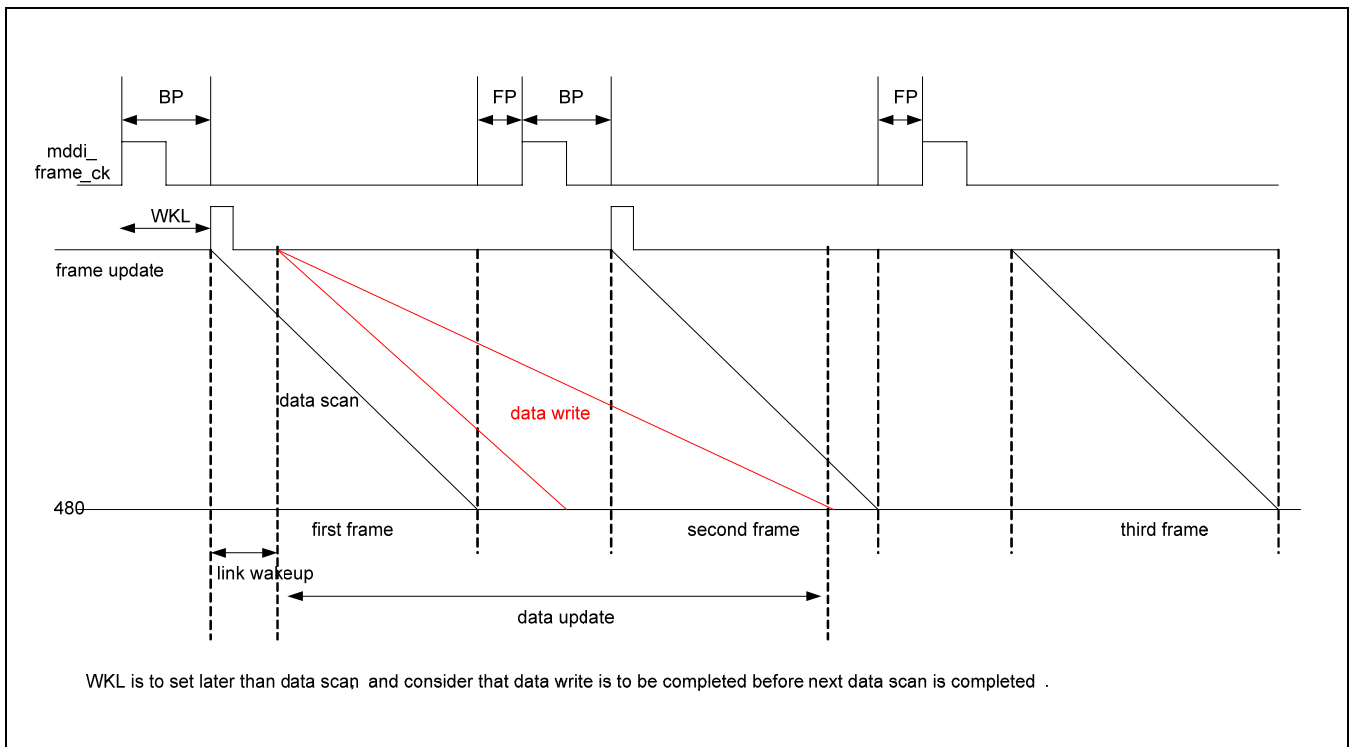 BP
FP
BP
FP
mddi_
frame_ck
WKL
frame update
data scan
data write
480
first frame
second frame
third frame
link wakeup
data update
WKL is to set later than data scan, and consider that data write is to be completed before next data scan is completed .